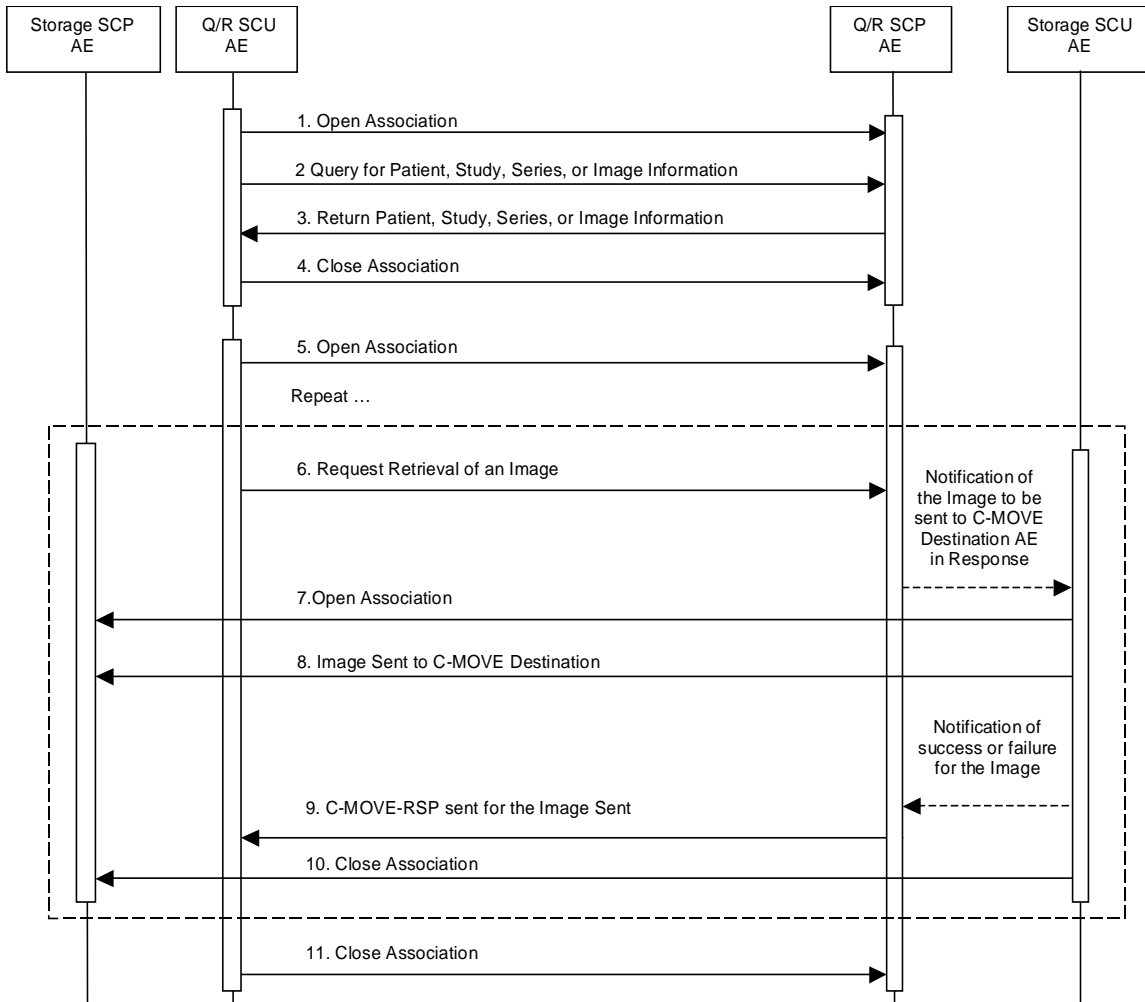 Storage SCP
AE
Q/R SCU
AE
Q/R SCP
AE
Storage SCU
AE
1. Open Association
2 Query for Patient, Study, Series, or Image Information
3. Return Patient, Study, Series, or Image Information
4. Close Association
5. Open Association
Repeat …
6. Request Retrieval of an Image
Notification of
the Image to be
sent to C-MOVE
Destination AE
in Response
7.Open Association
8. Image Sent to C-MOVE Destination
Notification of
success or failure
for the Image
9. C-MOVE-RSP sent for the Image Sent
10. Close Association
11. Close Association